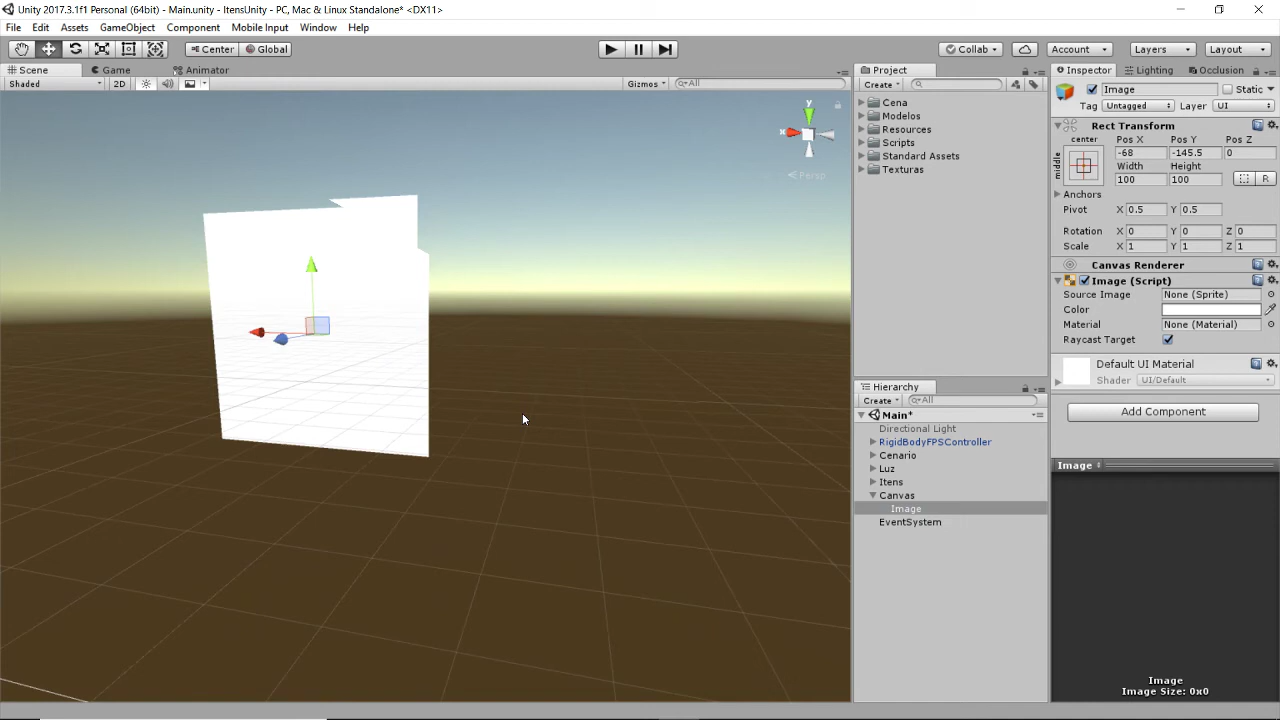 Unity 2017.3.1f1 Personal (64bit) - Main.unity - ItensUnity - PC, Mac & Linux Standalone* <DX11>
File Edit Assets GameObject Component Mobile Input Window Help
Center Global Collab Account Layers Layout
Scene Game Animator
Shaded 2D Gizmos All
y
x
Persp
Project
Create
Cena
Modelos
Resources
Scripts
Standard Assets
Texturas
Hierarchy
Create All
Main*
Directional Light
RigidBodyFPSController
Cenario
Luz
Itens
Canvas
Image
EventSystem
Inspector Lighting Occlusion
Image Static
Tag Untagged Layer UI
Rect Transform
center Pos X Pos Y Pos Z
middle -68 -145.5 0
Width Height
100 100 R
Anchors
Pivot X 0.5 Y 0.5
Rotation X 0 Y 0 Z 0
Scale X 1 Y 1 Z 1
Canvas Renderer
Image (Script)
Source Image None (Sprite)
Color
Material None (Material)
Raycast Target
Default UI Material
Shader UI/Default
Add Component
Image
Image
Image Size: 0x0